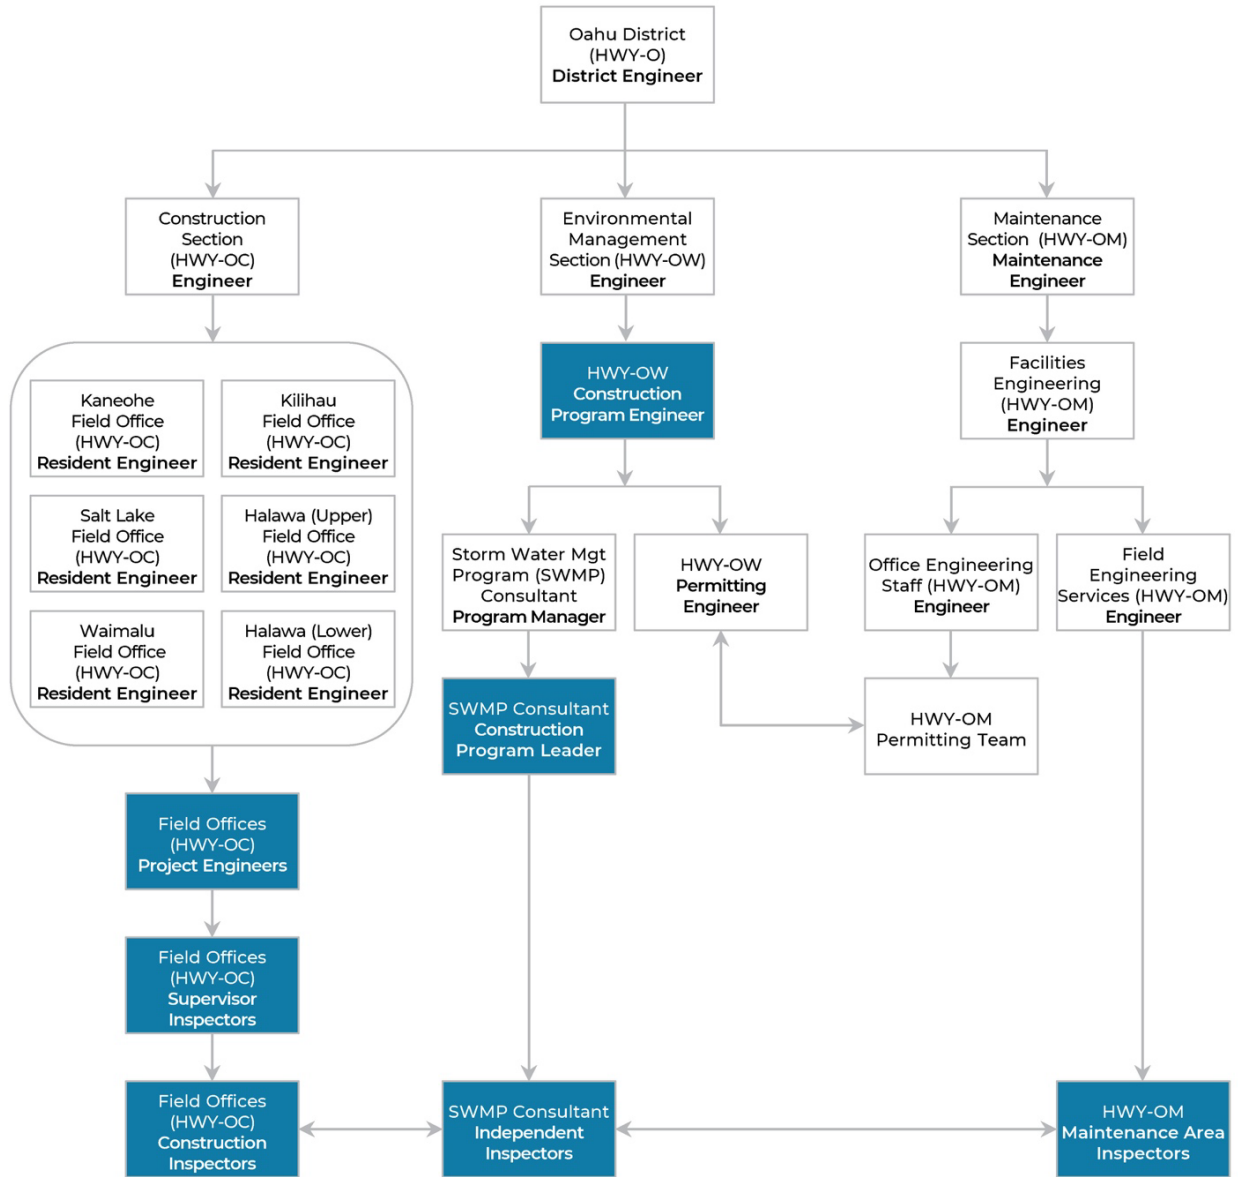 Oahu District
(HWY-O)
District Engineer
Construction
Section
(HWY-OC)
Engineer
Environmental
Management
Section (HWY-OW)
Engineer
Maintenance
Section (HWY-OM)
Maintenance
Engineer
Kaneohe
Field Office
(HWY-OC)
Resident Engineer
Kilihau
Field Office
(HWY-OC)
Resident Engineer
Salt Lake
Field Office
(HWY-OC)
Resident Engineer
Halawa (Upper)
Field Office
(HWY-OC)
Resident Engineer
Waimalu
Field Office
(HWY-OC)
Resident Engineer
Halawa (Lower)
Field Office
(HWY-OC)
Resident Engineer
HWY-OW
Construction
Program Engineer
Facilities
Engineering
(HWY-OM)
Engineer
Storm Water Mgt
Program (SWMP)
Consultant
Program Manager
HWY-OW
Permitting
Engineer
Office Engineering
Staff (HWY-OM)
Engineer
Field
Engineering
Services (HWY-OM)
Engineer
SWMP Consultant
Construction
Program Leader
HWY-OM
Permitting Team
Field Offices
(HWY-OC)
Project Engineers
Field Offices
(HWY-OC)
Supervisor
Inspectors
Field Offices
(HWY-OC)
Construction
Inspectors
SWMP Consultant
Independent
Inspectors
HWY-OM
Maintenance Area
Inspectors